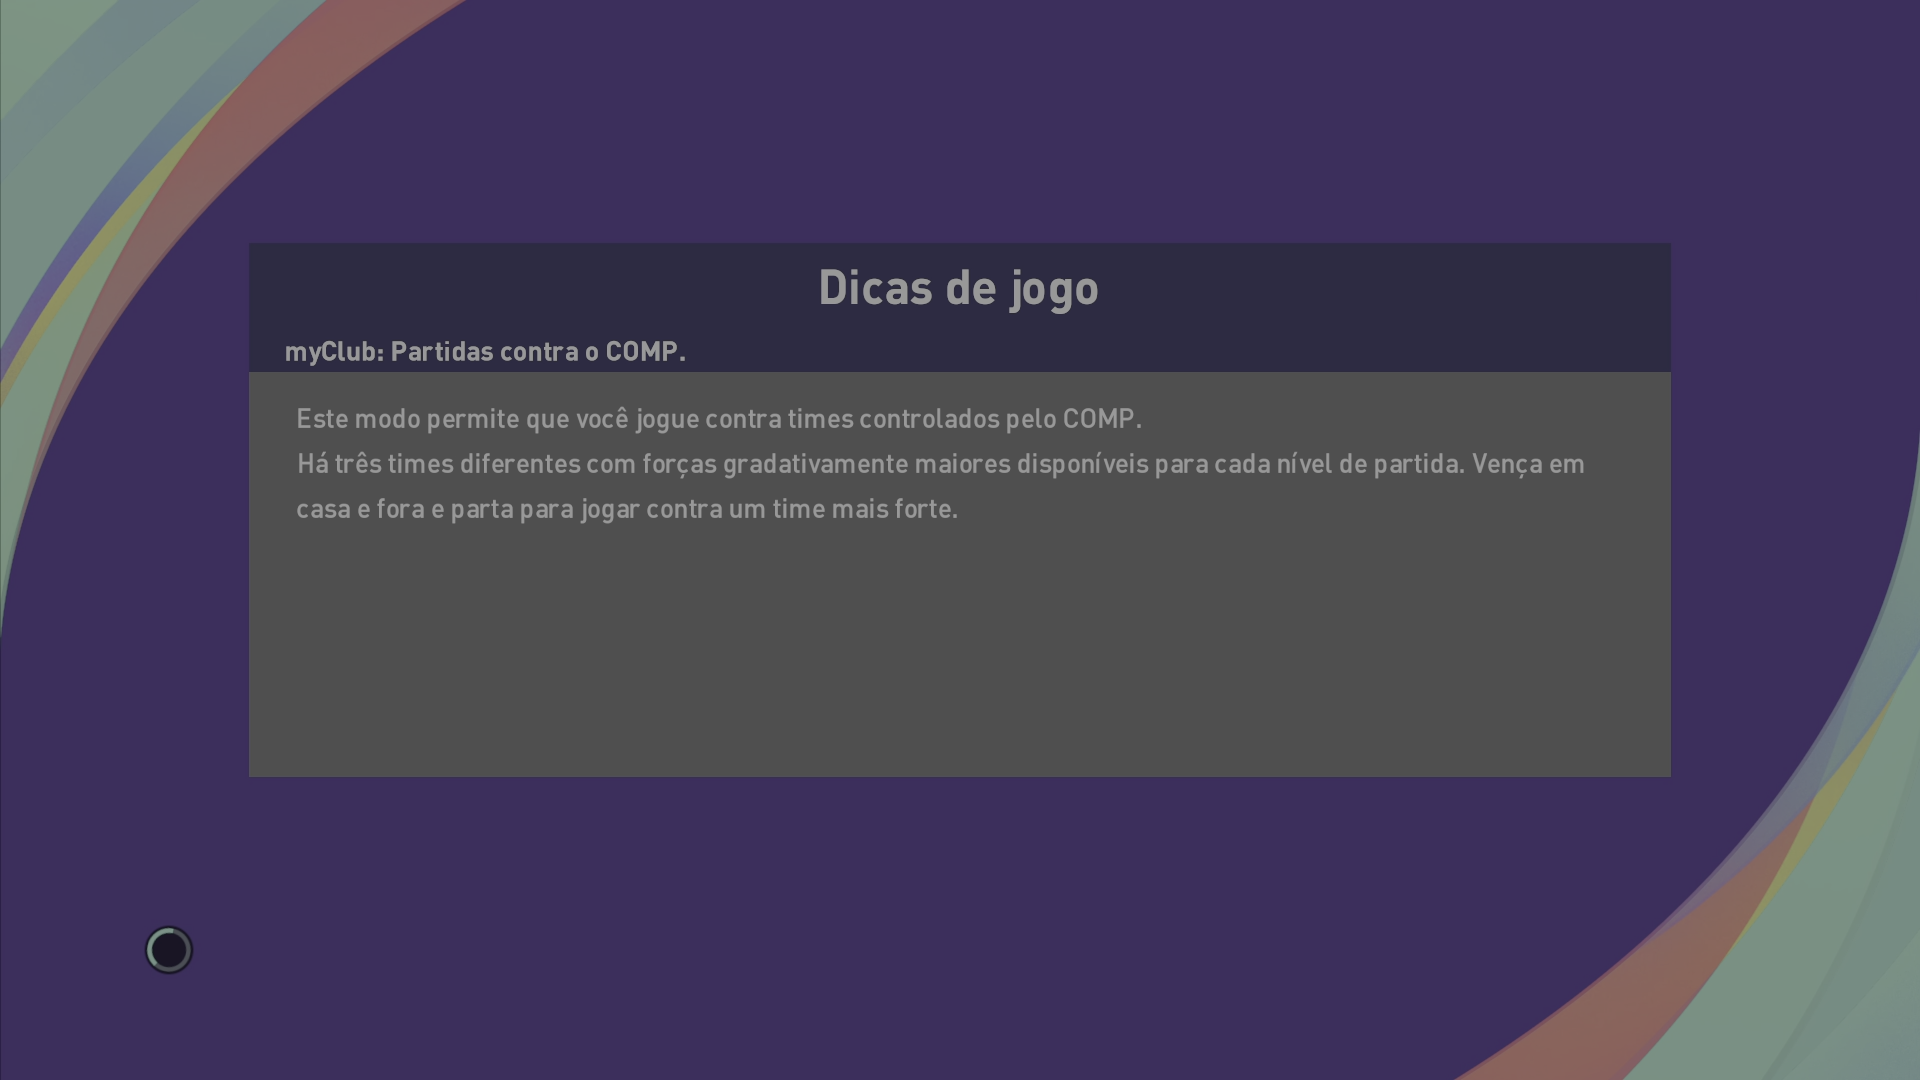 Dicas de jogo
myClub: Partidas contra o COMP.
Este modo permite que você jogue contra times controlados pelo COMP.
Há três times diferentes com forças gradativamente maiores disponíveis para cada nível de partida. Vença em
casa e fora e parta para jogar contra um time mais forte.